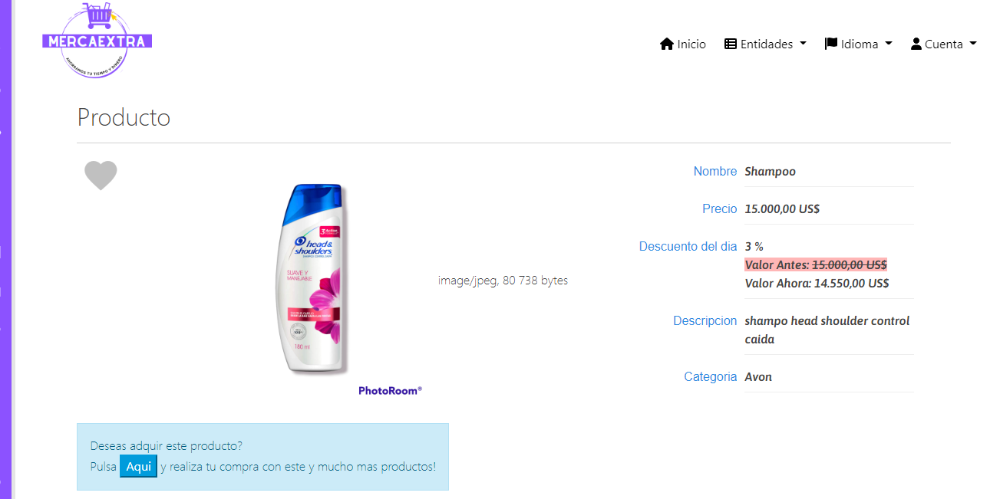 MERCAEXTRA
AHORRAMOS TU TIEMPO Y DINERO
Inicio
Entidades
Idioma
Cuenta
Producto
Nombre Shampoo
Precio 15.000,00 US$
Descuento del dia 3 %
Valor Antes: 15.000,00 US$
Valor Ahora: 14.550,00 US$
Descripcion shampo head shoulder control
caida
Categoria Avon
3 Action
head&
shoulders
SUAVE Y
MANEJABLE
180 ml
image/jpeg, 80 738 bytes
PhotoRoom®
Deseas adquir este producto?
Pulsa Aqui y realiza tu compra con este y mucho mas productos!